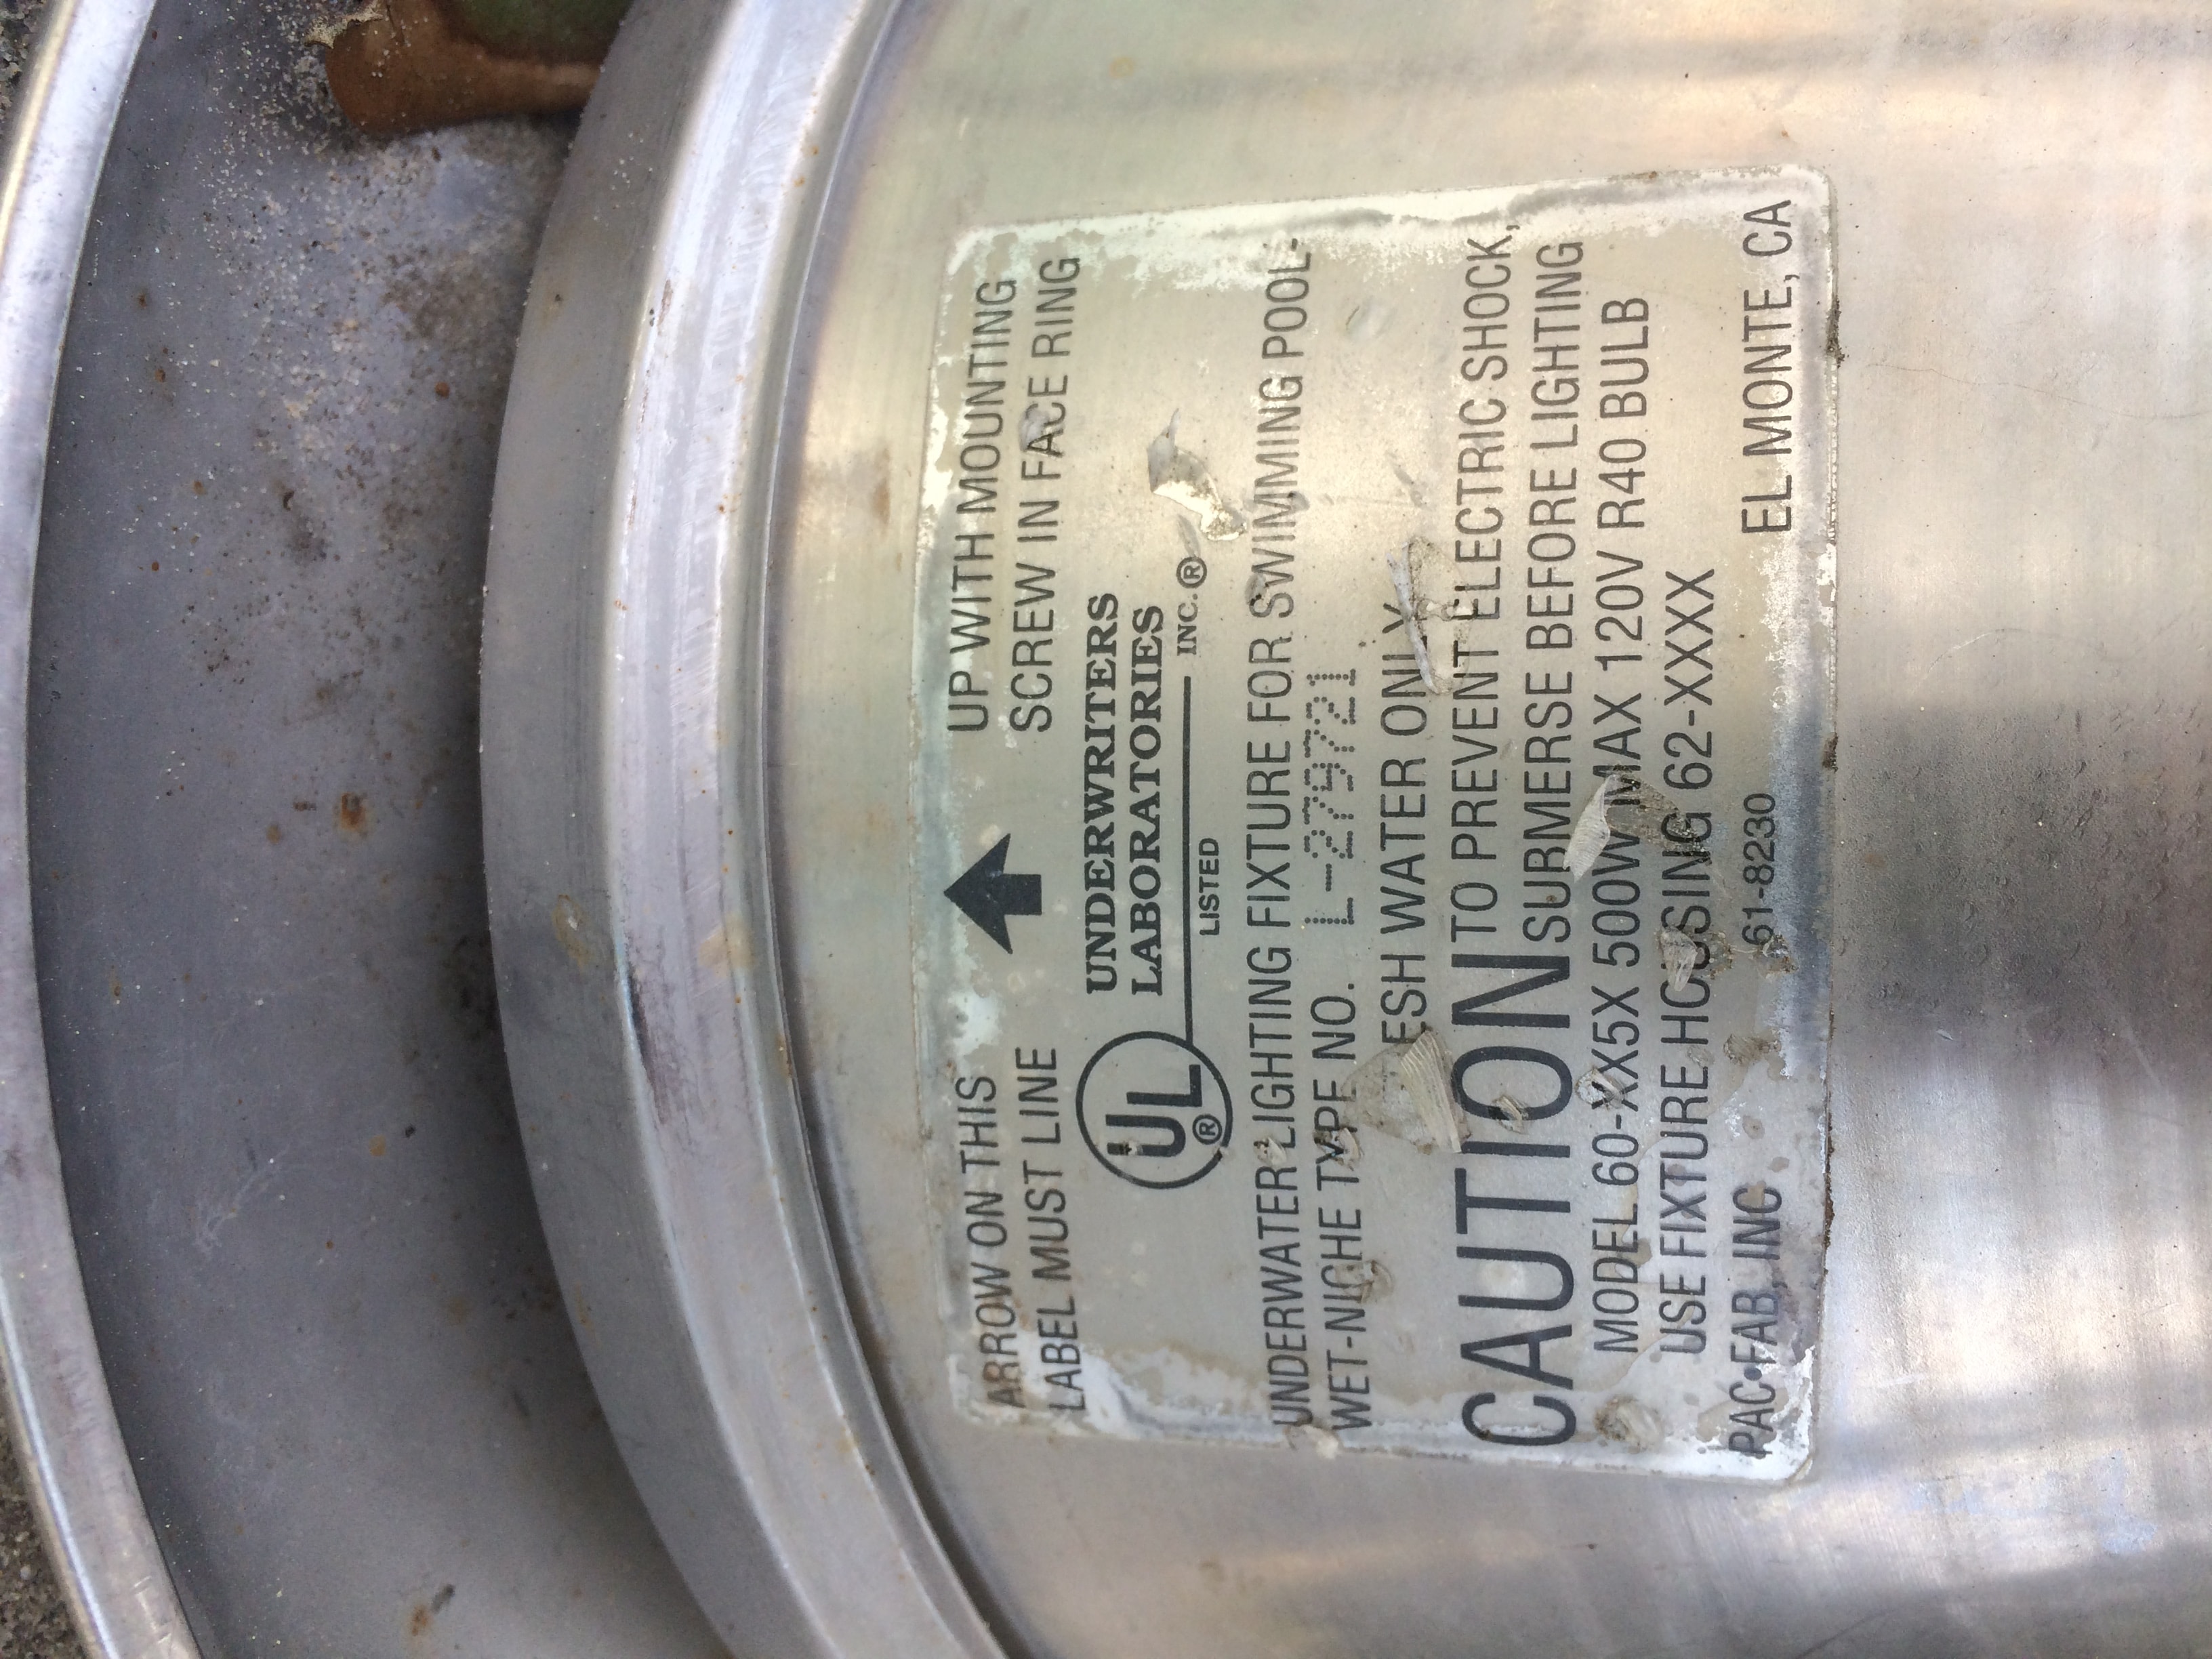 ARROW ON THIS
LABEL MUST LINE
UP WITH MOUNTING
SCREW IN FACE RING
UL®
UNDERWRITERS
LABORATORIES
INC.®
LISTED
UNDERWATER LIGHTING FIXTURE FOR SWIMMING POOL-
WET-NICHE TYPE NO. L-279721
ESH WATER ONLY
CAUTION TO PREVENT ELECTRIC SHOCK,
SUBMERSE BEFORE LIGHTING
MODEL 60-XX5X 500W MAX 120V R40 BULB
USE FIXTURE HOUSING 62-XXXX
61-8230
PAC•FAB, INC EL MONTE, CA